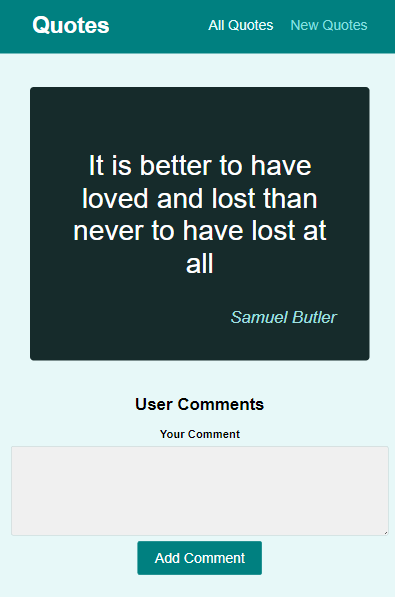 Quotes
All Quotes
New Quotes
It is better to have
loved and lost than
never to have lost at
all
Samuel Butler
User Comments
Your Comment
Add Comment